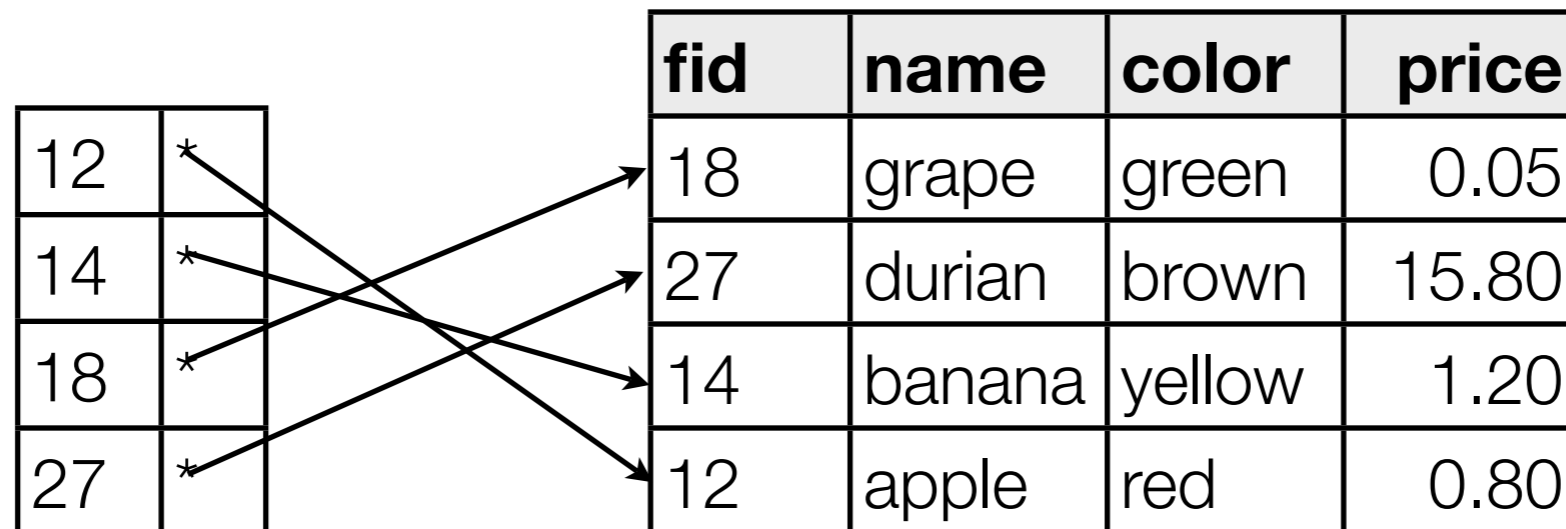 12 *
14 *
18 *
27 *
fid name color price
18 grape green 0.05
27 durian brown 15.80
14 banana yellow 1.20
12 apple red 0.80